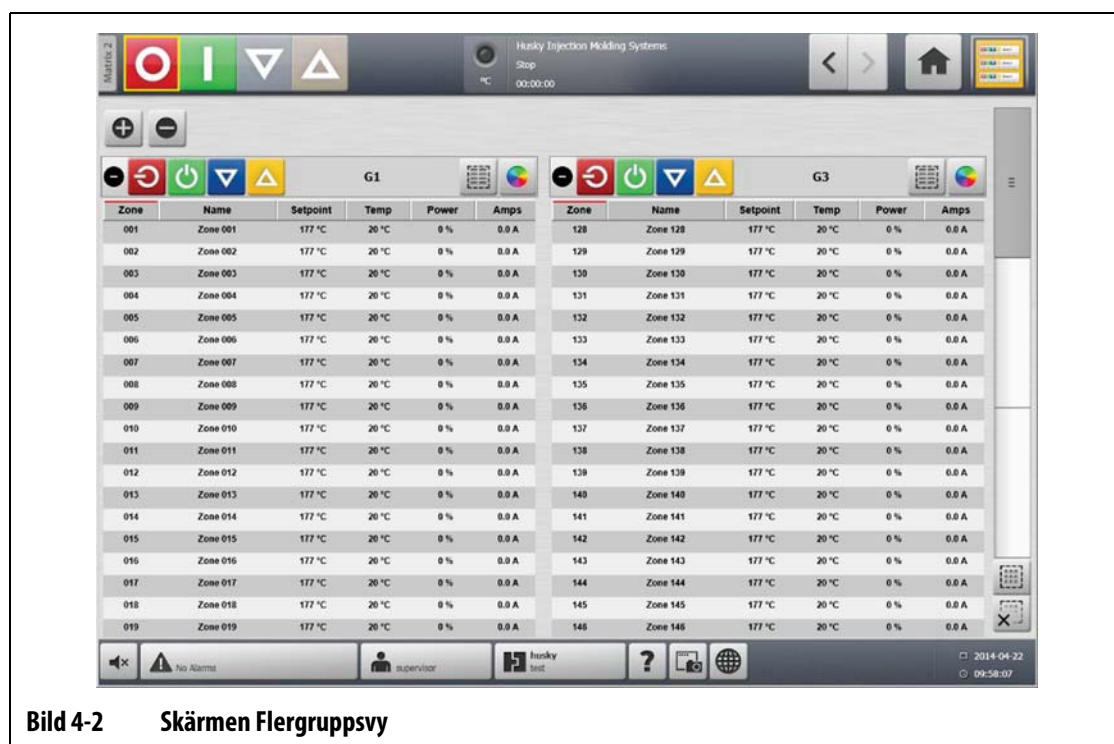 Matrix 2
Husky Injection Molding Systems
Stop
°C 00:00:00
G1
Zone Name Setpoint Temp Power Amps
001 Zone 001 177 °C 20 °C 0 % 0.0 A
002 Zone 002 177 °C 20 °C 0 % 0.0 A
003 Zone 003 177 °C 20 °C 0 % 0.0 A
004 Zone 004 177 °C 20 °C 0 % 0.0 A
005 Zone 005 177 °C 20 °C 0 % 0.0 A
006 Zone 006 177 °C 20 °C 0 % 0.0 A
007 Zone 007 177 °C 20 °C 0 % 0.0 A
008 Zone 008 177 °C 20 °C 0 % 0.0 A
009 Zone 009 177 °C 20 °C 0 % 0.0 A
010 Zone 010 177 °C 20 °C 0 % 0.0 A
011 Zone 011 177 °C 20 °C 0 % 0.0 A
012 Zone 012 177 °C 20 °C 0 % 0.0 A
013 Zone 013 177 °C 20 °C 0 % 0.0 A
014 Zone 014 177 °C 20 °C 0 % 0.0 A
015 Zone 015 177 °C 20 °C 0 % 0.0 A
016 Zone 016 177 °C 20 °C 0 % 0.0 A
017 Zone 017 177 °C 20 °C 0 % 0.0 A
018 Zone 018 177 °C 20 °C 0 % 0.0 A
019 Zone 019 177 °C 20 °C 0 % 0.0 A
G3
Zone Name Setpoint Temp Power Amps
128 Zone 128 177 °C 20 °C 0 % 0.0 A
129 Zone 129 177 °C 20 °C 0 % 0.0 A
130 Zone 130 177 °C 20 °C 0 % 0.0 A
131 Zone 131 177 °C 20 °C 0 % 0.0 A
132 Zone 132 177 °C 20 °C 0 % 0.0 A
133 Zone 133 177 °C 20 °C 0 % 0.0 A
134 Zone 134 177 °C 20 °C 0 % 0.0 A
135 Zone 135 177 °C 20 °C 0 % 0.0 A
136 Zone 136 177 °C 20 °C 0 % 0.0 A
137 Zone 137 177 °C 20 °C 0 % 0.0 A
138 Zone 138 177 °C 20 °C 0 % 0.0 A
139 Zone 139 177 °C 20 °C 0 % 0.0 A
140 Zone 140 177 °C 20 °C 0 % 0.0 A
141 Zone 141 177 °C 20 °C 0 % 0.0 A
142 Zone 142 177 °C 20 °C 0 % 0.0 A
143 Zone 143 177 °C 20 °C 0 % 0.0 A
144 Zone 144 177 °C 20 °C 0 % 0.0 A
145 Zone 145 177 °C 20 °C 0 % 0.0 A
146 Zone 146 177 °C 20 °C 0 % 0.0 A
No Alarms
supervisor
husky
test
?
2014-04-22
09:58:07
Bild 4-2 Skärmen Flergruppsvy